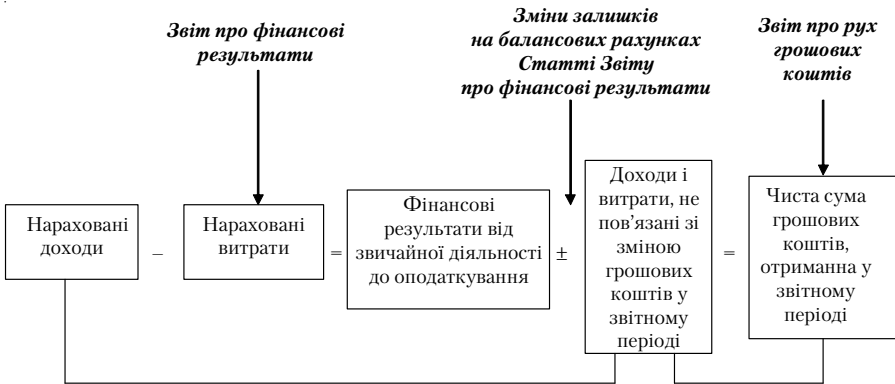 Звіт про фінансові
результати
Зміни залишків
на балансових рахунках
Статті Звіту
про фінансові результати
Звіт про рух
грошових
коштів
Нараховані
доходи
–
Нараховані
витрати
=
Фінансові
результати від
звичайної діяльності
до оподаткування
±
Доходи і
витрати, не
пов’язані зі
зміною
грошових
коштів у
звітному
періоді
=
Чиста сума
грошових
коштів,
отриманна у
звітному
періоді